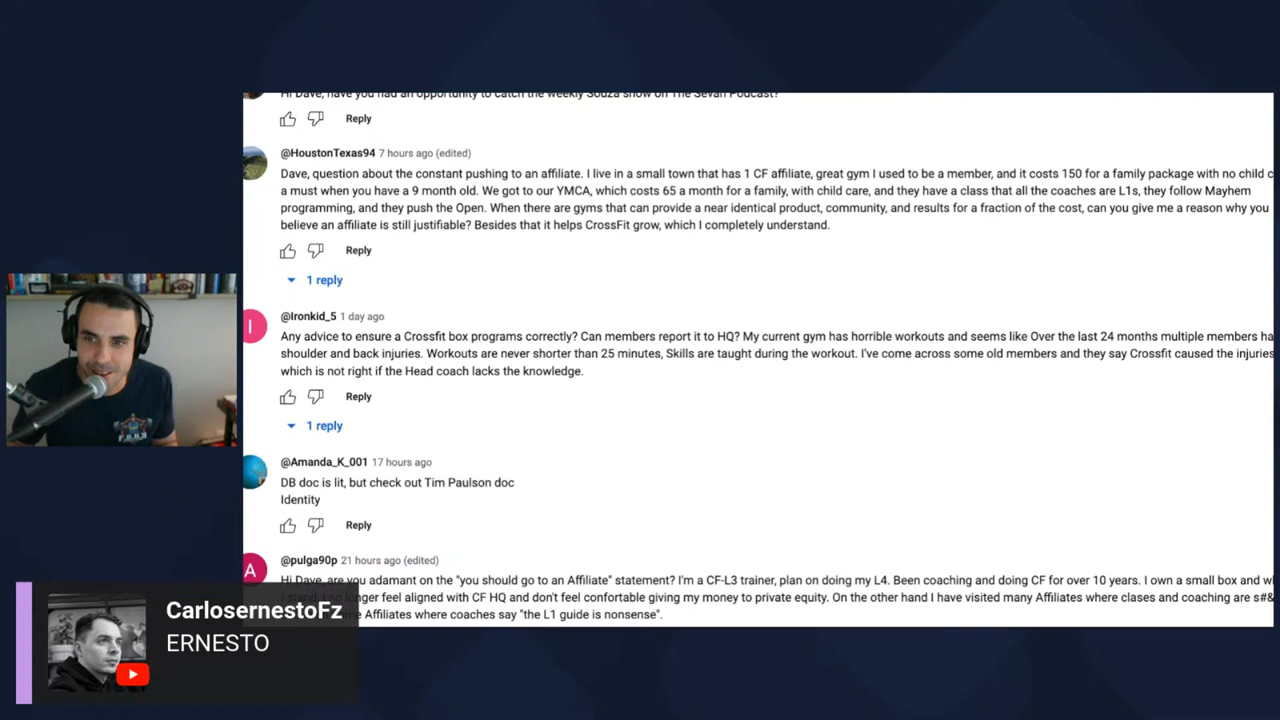 Hi Dave, have you had an opportunity to catch the weekly Souza show on The Sevan Podcast?
Reply
@HoustonTexas94 7 hours ago (edited)
Dave, question about the constant pushing to an affiliate. I live in a small town that has 1 CF affiliate, great gym I used to be a member, and it costs 150 for a family package with no child c
a must when you have a 9 month old. We got to our YMCA, which costs 65 a month for a family, with child care, and they have a class that all the coaches are L1s, they follow Mayhem
programming, and they push the Open. When there are gyms that can provide a near identical product, community, and results for a fraction of the cost, can you give me a reason why you
believe an affiliate is still justifiable? Besides that it helps CrossFit grow, which I completely understand.
Reply
1 reply
I
@Ironkid_5 1 day ago
Any advice to ensure a Crossfit box programs correctly? Can members report it to HQ? My current gym has horrible workouts and seems like Over the last 24 months multiple members ha
shoulder and back injuries. Workouts are never shorter than 25 minutes, Skills are taught during the workout. I've come across some old members and they say Crossfit caused the injuries
which is not right if the Head coach lacks the knowledge.
Reply
1 reply
@Amanda_K_001 17 hours ago
DB doc is lit, but check out Tim Paulson doc
Identity
Reply
A
@pulga90p 21 hours ago (edited)
Hi Dave, are you adamant on the "you should go to an Affiliate" statement? I'm a CF-L3 trainer, plan on doing my L4. Been coaching and doing CF for over 10 years. I own a small box and w
I stand, I no longer feel aligned with CF HQ and don't feel comfortable giving my money to private equity. On the other hand I have visited many Affiliates where clases and coaching are s#&
Affiliates where coaches say "the L1 guide is nonsense".
CarlosernestoFz
ERNESTO